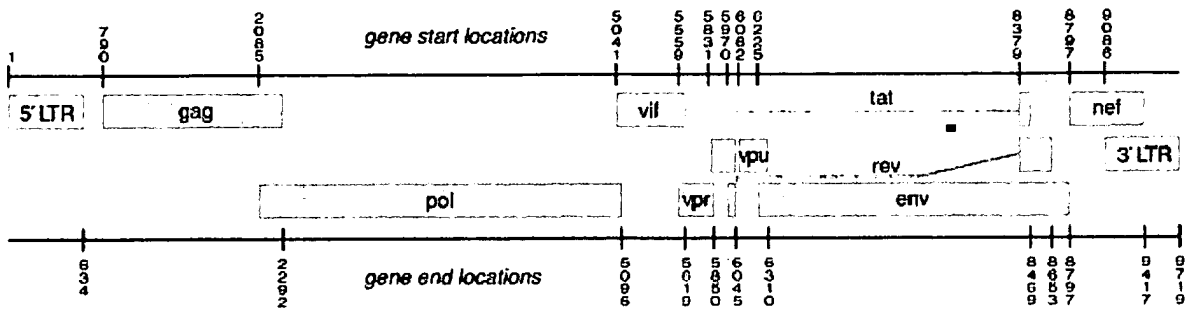 1 790 2085 gene start locations 5041 5559 5831 5970 6062 6225 8379 8797 9086
5' LTR gag vif tat nef
vpu rev 3' LTR
pol vpr env
634 2292 gene end locations 5096 5619 5850 6045 6310 8469 8653 8797 9417 9719